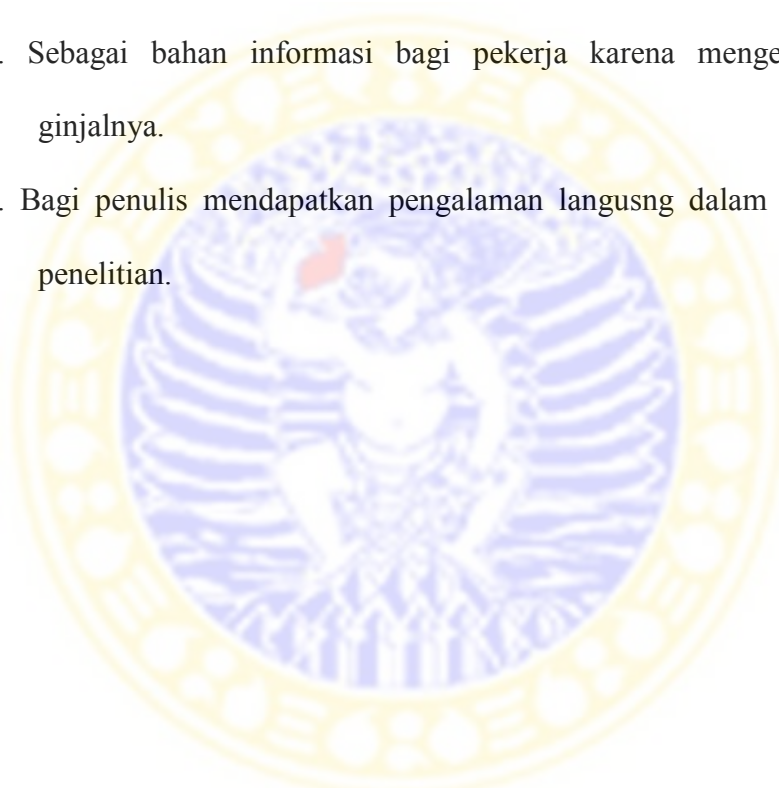 . Sebagai bahan informasi bagi pekerja karena menge
ginjalnya.
. Bagi penulis mendapatkan pengalaman langusng dalam
penelitian.